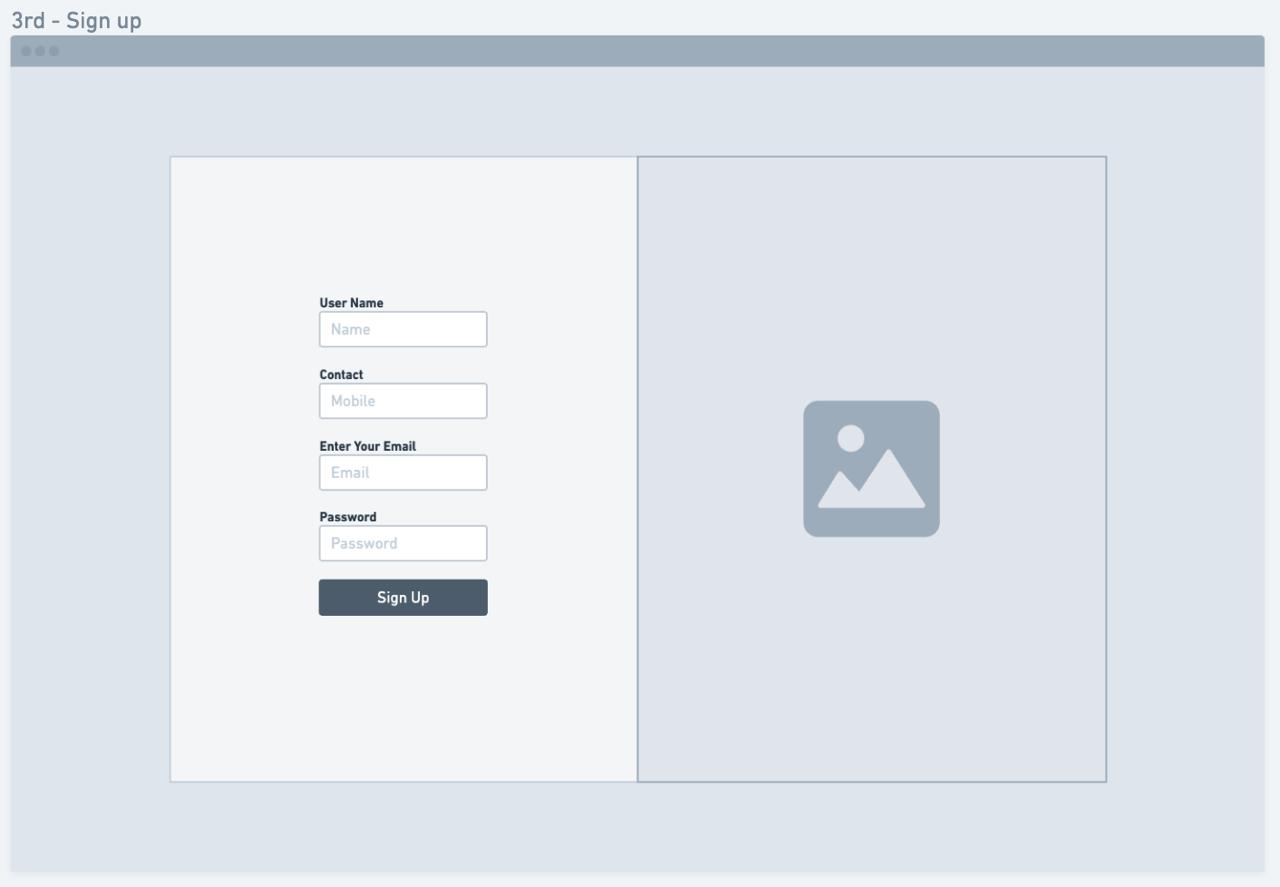 3rd - Sign up
User Name
Name
Contact
Mobile
Enter Your Email
Email
Password
Password
Sign Up